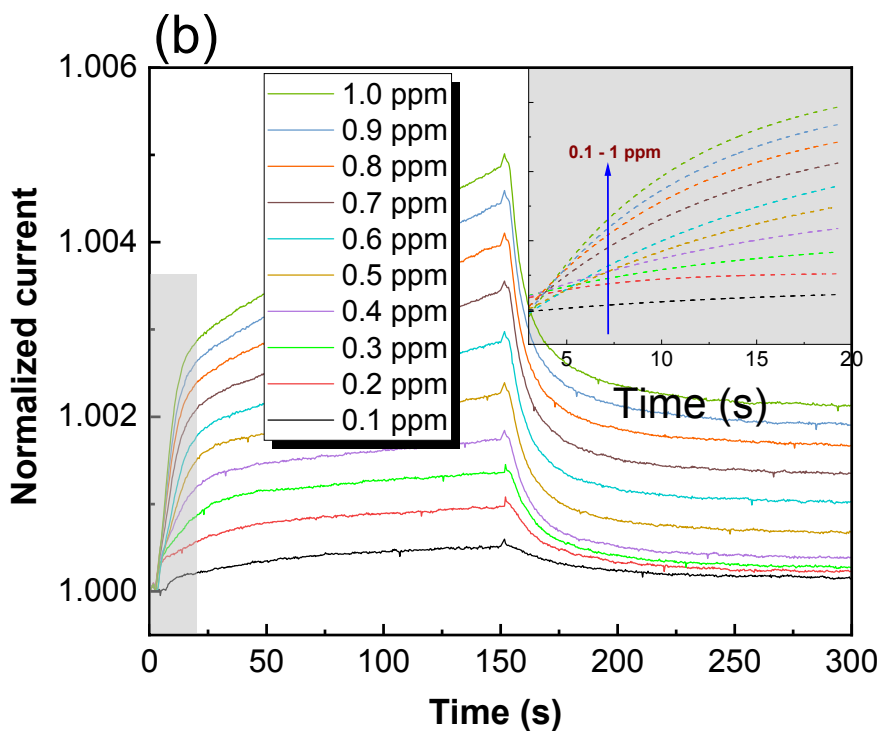 (b)
1.006
1.004
1.002
1.000
Normalized current
1.0 ppm
0.9 ppm
0.8 ppm
0.7 ppm
0.6 ppm
0.5 ppm
0.4 ppm
0.3 ppm
0.2 ppm
0.1 ppm
0.1 - 1 ppm
5 10 15 20
Time (s)
0 50 100 150 200 250 300
Time (s)